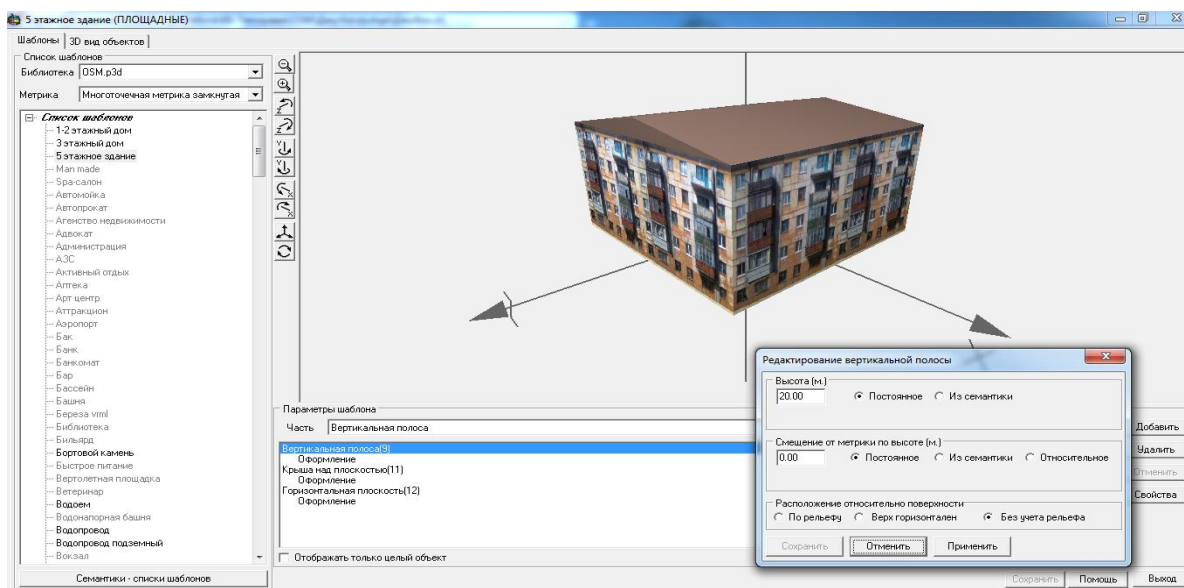 5 этажное здание (ПЛОЩАДНЫЕ)
Шаблоны 3D вид объектов
Список шаблонов
Библиотека OSM.p3d
Метрика Многоточечная метрика замкнутая
Список шаблонов
1-2 этажный дом
3 этажный дом
5 этажное здание
Man made
Spa-салон
Автомойка
Автопрокат
Агенство недвижимости
Адвокат
Администрация
АЗС
Активный отдых
Аптека
Арт центр
Аттракцион
Аэропорт
Бак
Банк
Банкомат
Бар
Бассейн
Башня
Береза vrml
Библиотека
Бильярд
Бортовой камень
Быстрое питание
Вертолетная площадка
Ветеринар
Водоем
Водонапорная башня
Водопровод
Водопровод подземный
Вокзал
Семантики - списки шаблонов
Параметры шаблона
Часть Вертикальная полоса
Вертикальная полоса(9)
Оформление
Крыша над плоскостью(11)
Оформление
Горизонтальная плоскость(12)
Оформление
Отображать только целый объект
Редактирование вертикальной полосы
Высота (м.)
20.00 Постоянное Из семантики
Смещение от метрики по высоте (м.)
0.00 Постоянное Из семантики Относительное
Расположение относительно поверхности
По рельефу Верх горизонтален Без учета рельефа
Сохранить Отменить Применить
Добавить
Удалить
Отменить
Свойства
Сохранить Помощь Выход